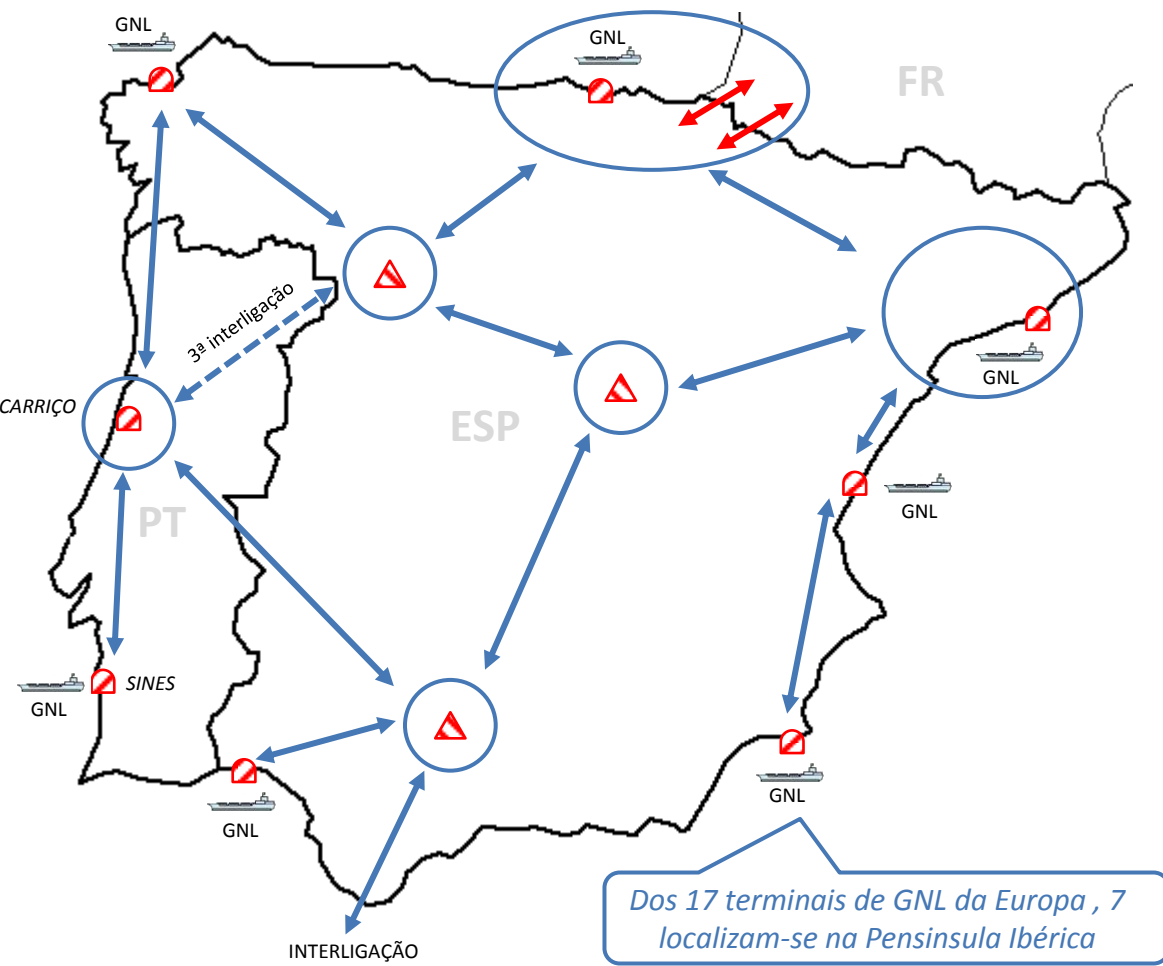 GNL
GNL
FR
3ª interligação
GNL
CARRIÇO
ESP
GNL
PT
SINES
GNL
GNL
GNL
Dos 17 terminais de GNL da Europa , 7
localizam-se na Pensinsula Ibérica
INTERLIGAÇÃO